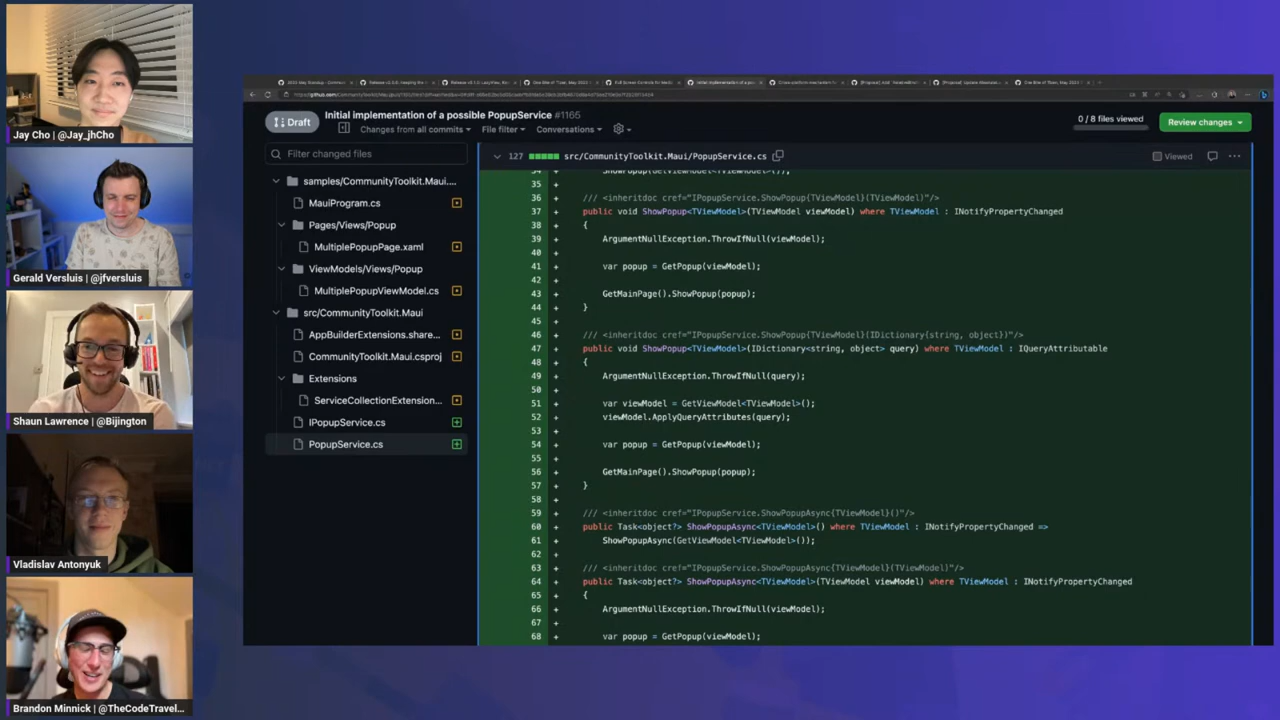 Jay Cho | @Jay_jhCho
Gerald Versluis | @jfversluis
Shaun Lawrence | @Bijington
Vladislav Antonyuk
Brandon Minnick | @TheCodeTravel...
Draft
Initial implementation of a possible PopupService #1165
Changes from all commits
File filter
Conversations
0 / 8 files viewed
Review changes
Filter changed files
samples/CommunityToolkit.Maui....
MauiProgram.cs
Pages/Views/Popup
MultiplePopupPage.xaml
ViewModels/Views/Popup
MultiplePopupViewModel.cs
src/CommunityToolkit.Maui
AppBuilderExtensions.share...
CommunityToolkit.Maui.csproj
Extensions
ServiceCollectionExtension...
IPopupService.cs
PopupService.cs
127 src/CommunityToolkit.Maui/PopupService.cs
Viewed
34 + ShowPopup(GetViewModel<TViewModel>());
35 +
36 + /// <inheritdoc cref="IPopupService.ShowPopup{TViewModel}(TViewModel)"/>
37 + public void ShowPopup<TViewModel>(TViewModel viewModel) where TViewModel : INotifyPropertyChanged
38 + {
39 + ArgumentNullException.ThrowIfNull(viewModel);
40 +
41 + var popup = GetPopup(viewModel);
42 +
43 + GetMainPage().ShowPopup(popup);
44 + }
45 +
46 + /// <inheritdoc cref="IPopupService.ShowPopup{TViewModel}(IDictionary{string, object})"/>
47 + public void ShowPopup<TViewModel>(IDictionary<string, object> query) where TViewModel : IQueryAttributable
48 + {
49 + ArgumentNullException.ThrowIfNull(query);
50 +
51 + var viewModel = GetViewModel<TViewModel>();
52 + viewModel.ApplyQueryAttributes(query);
53 +
54 + var popup = GetPopup(viewModel);
55 +
56 + GetMainPage().ShowPopup(popup);
57 + }
58 +
59 + /// <inheritdoc cref="IPopupService.ShowPopupAsync{TViewModel}()"/>
60 + public Task<object?> ShowPopupAsync<TViewModel>() where TViewModel : INotifyPropertyChanged =>
61 + ShowPopupAsync(GetViewModel<TViewModel>());
62 +
63 + /// <inheritdoc cref="IPopupService.ShowPopupAsync{TViewModel}(TViewModel)"/>
64 + public Task<object?> ShowPopupAsync<TViewModel>(TViewModel viewModel) where TViewModel : INotifyPropertyChanged
65 + {
66 + ArgumentNullException.ThrowIfNull(viewModel);
67 +
68 + var popup = GetPopup(viewModel);